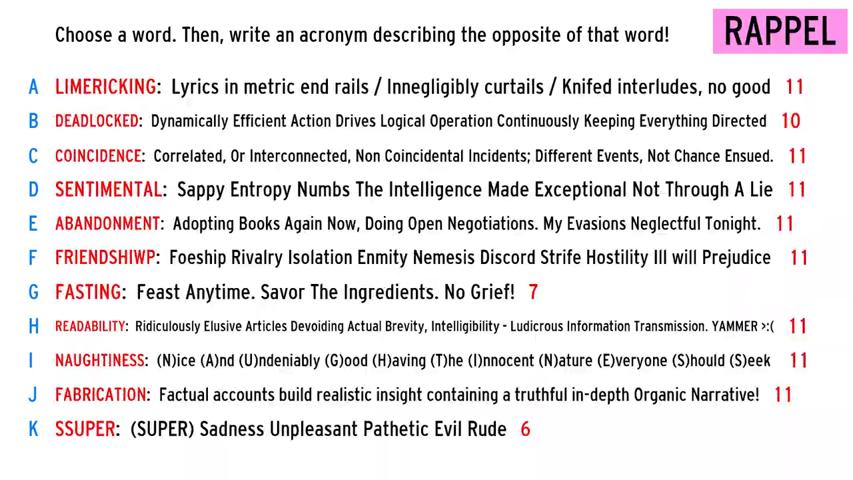 Choose a word. Then, write an acronym describing the opposite of that word!
RAPPEL
A LIMERICKING: Lyrics in metric end rails / Innegligibly curtails / Knifed interludes, no good 11
B DEADLOCKED: Dynamically Efficient Action Drives Logical Operation Continuously Keeping Everything Directed 10
C COINCIDENCE: Correlated, Or Interconnected, Non Coincidental Incidents; Different Events, Not Chance Ensued. 11
D SENTIMENTAL: Sappy Entropy Numbs The Intelligence Made Exceptional Not Through A Lie 11
E ABANDONMENT: Adopting Books Again Now, Doing Open Negotiations. My Evasions Neglectful Tonight. 11
F FRIENDSHIWP: Foeship Rivalry Isolation Enmity Nemesis Discord Strife Hostility Ill will Prejudice 11
G FASTING: Feast Anytime. Savor The Ingredients. No Grief! 7
H READABILITY: Ridiculously Elusive Articles Devoiding Actual Brevity, Intelligibility - Ludicrous Information Transmission. YAMMER >:( 11
I NAUGHTINESS: (N)ice (A)nd (U)ndeniably (G)ood (H)aving (T)he (I)nnocent (N)ature (E)veryone (S)hould (S)eek 11
J FABRICATION: Factual accounts build realistic insight containing a truthful in-depth Organic Narrative! 11
K SSUPER: (SUPER) Sadness Unpleasant Pathetic Evil Rude 6